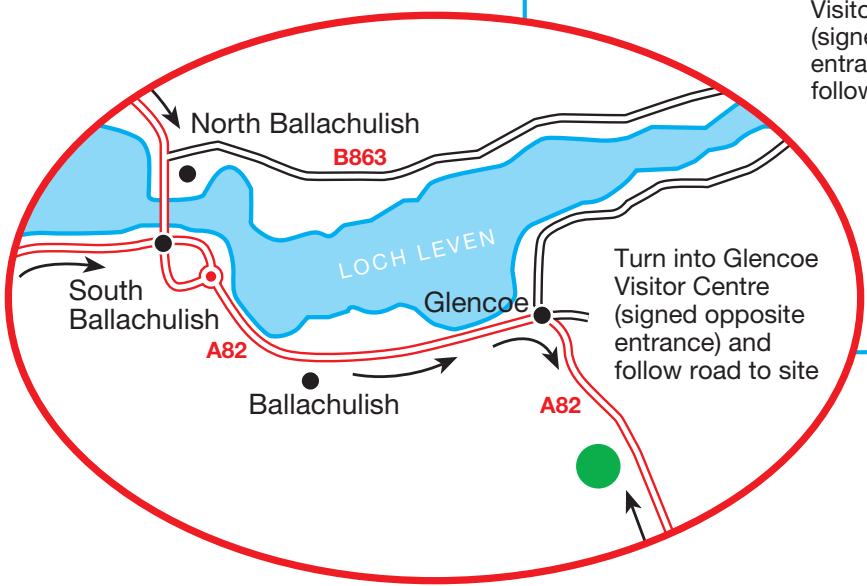 North Ballachulish
B863
LOCH LEVEN
South
Ballachulish
A82
Glencoe
Ballachulish
A82
Turn into Glencoe
Visitor Centre
(signed opposite
entrance) and
follow road to site